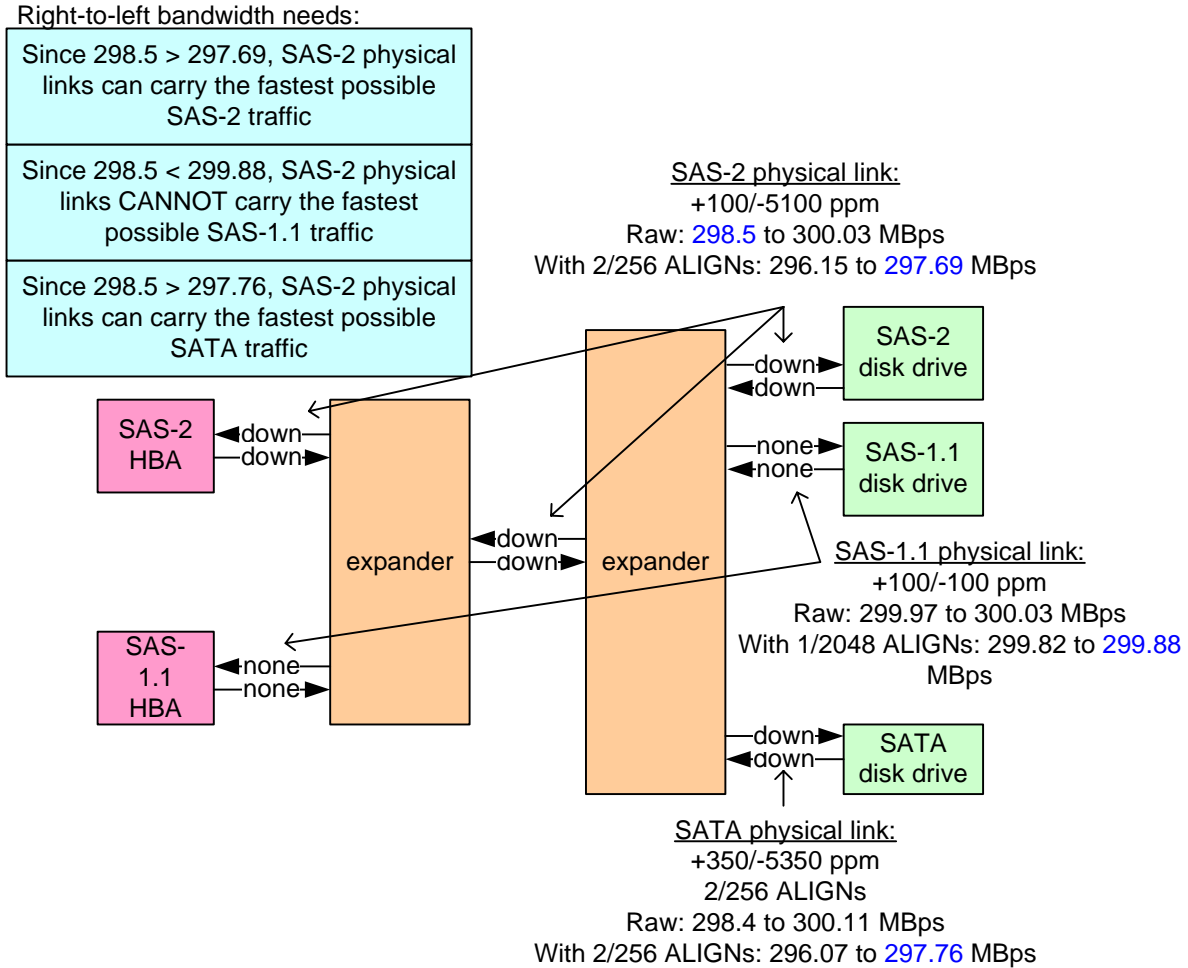 Right-to-left bandwidth needs:
Since 298.5 > 297.69, SAS-2 physical
links can carry the fastest possible
SAS-2 traffic
Since 298.5 < 299.88, SAS-2 physical
links CANNOT carry the fastest
possible SAS-1.1 traffic
Since 298.5 > 297.76, SAS-2 physical
links can carry the fastest possible
SATA traffic
SAS-2 physical link:
+100/-5100 ppm
Raw: 298.5 to 300.03 MBps
With 2/256 ALIGNs: 296.15 to 297.69 MBps
SAS-2
HBA
down
down
expander
down
down
expander
down
down
SAS-2
disk drive
none
none
SAS-1.1
disk drive
SAS-1.1 physical link:
+100/-100 ppm
Raw: 299.97 to 300.03 MBps
With 1/2048 ALIGNs: 299.82 to 299.88
MBps
SAS-
1.1
HBA
none
none
down
down
SATA
disk drive
SATA physical link:
+350/-5350 ppm
2/256 ALIGNs
Raw: 298.4 to 300.11 MBps
With 2/256 ALIGNs: 296.07 to 297.76 MBps